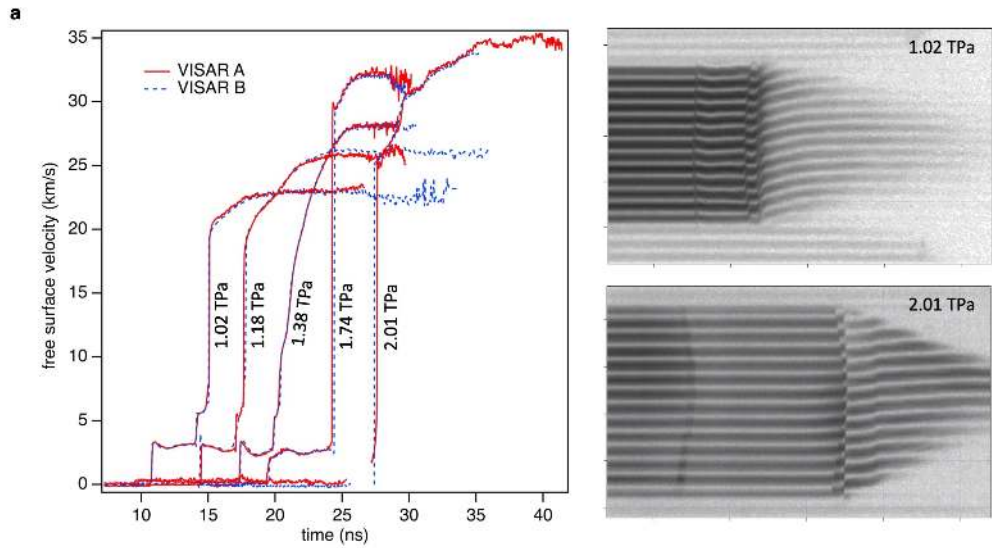 a
35
30
25
20
15
10
5
0
free surface velocity (km/s)
VISAR A
VISAR B
1.02 TPa
1.18 TPa
1.38 TPa
1.74 TPa
2.01 TPa
10
15
20
25
30
35
40
time (ns)
1.02 TPa
2.01 TPa